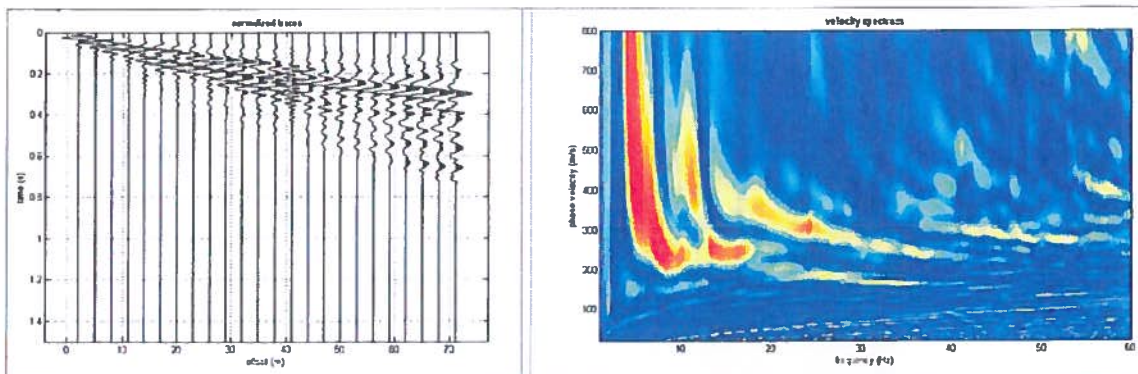 normalized traces
0
0.2
0.4
0.6
0.8
1
1.2
1.4
time (s)
0 10 20 30 40 50 60 70
offset (m)
velocity spectrum
800
700
600
500
400
300
200
100
phase velocity (m/s)
10 20 30 40 50 60
frequency (Hz)